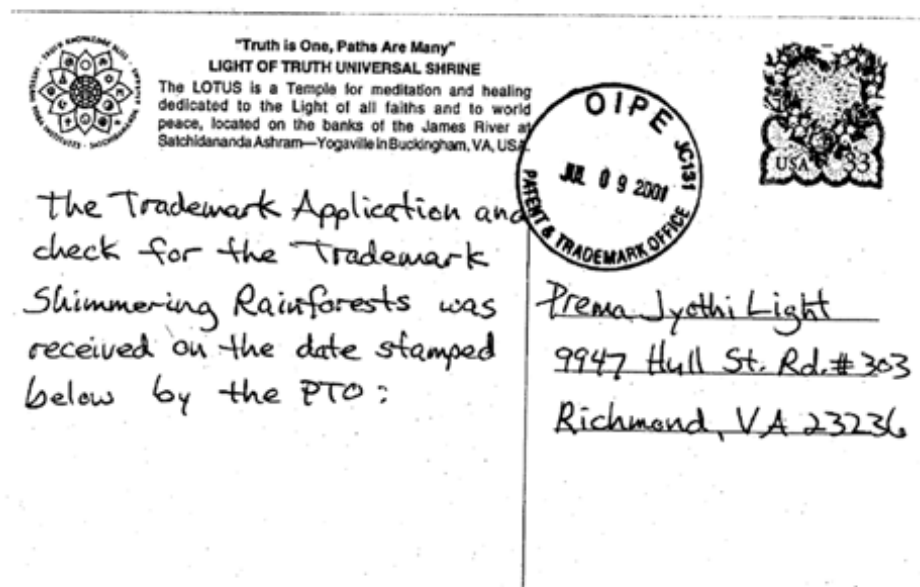 "Truth is One, Paths Are Many"
LIGHT OF TRUTH UNIVERSAL SHRINE
The LOTUS is a Temple for meditation and healing
dedicated to the Light of all faiths and to world
peace, located on the banks of the James River at
Satchidananda Ashram—Yogaville in Buckingham, VA, USA.
OIPE JC131
JUL 09 2001
PATENT & TRADEMARK OFFICE
USA 33
The Trademark Application and
check for the Trademark
Shimmering Rainforests was
received on the date stamped
below by the PTO:
Prema Jyothi Light
9947 Hull St. Rd. # 303
Richmond, VA 23236